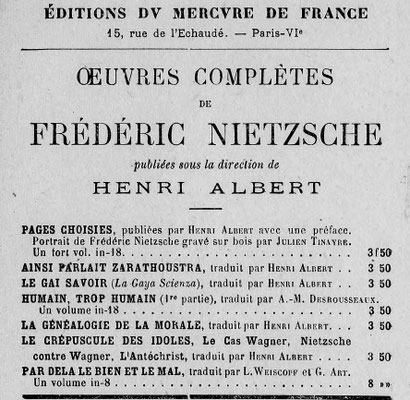 ÉDITIONS DV MERCVRE DE FRANCE
15, rue de l'Echaudé. — Paris-VIe
ŒUVRES COMPLÈTES
DE
FRÉDÉRIC NIETZSCHE
publiées sous la direction de
HENRI ALBERT
PAGES CHOISIES, publiées par HENRI ALBERT avec une préface.
Portrait de Frédéric Nietzsche gravé sur bois par JULIEN TINAYRE.
Un fort vol. in-18. . . . . . . . . . . . . . . . . . . . 3f50
AINSI PARLAIT ZARATHOUSTRA, traduit par HENRI ALBERT . . . 3 50
LE GAI SAVOIR (La Gaya Scienza), traduit par HENRI ALBERT . . 3 50
HUMAIN, TROP HUMAIN (1re partie), traduit par A.-M. DESROUSSEAUX.
Un volume in-18 . . . . . . . . . . . . . . . . . . . . 3 50
LA GÉNÉALOGIE DE LA MORALE, traduit par HENRI ALBERT. . . 3 50
LE CRÉPUSCULE DES IDOLES, Le Cas Wagner, Nietzsche
contre Wagner, L'Antéchrist, traduit par HENRI ALBERT . . . . 3 50
PAR DELA LE BIEN ET LE MAL, traduit par L. WEISCOPF et G. ART.
Un volume in-8 . . . . . . . . . . . . . . . . . . . . 8 »»